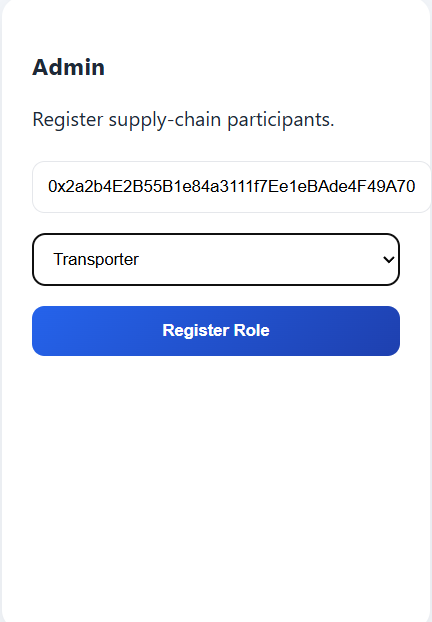 Admin
Register supply-chain participants.
0x2a2b4E2B55B1e84a3111f7Ee1eBAde4F49A70
Transporter
Register Role